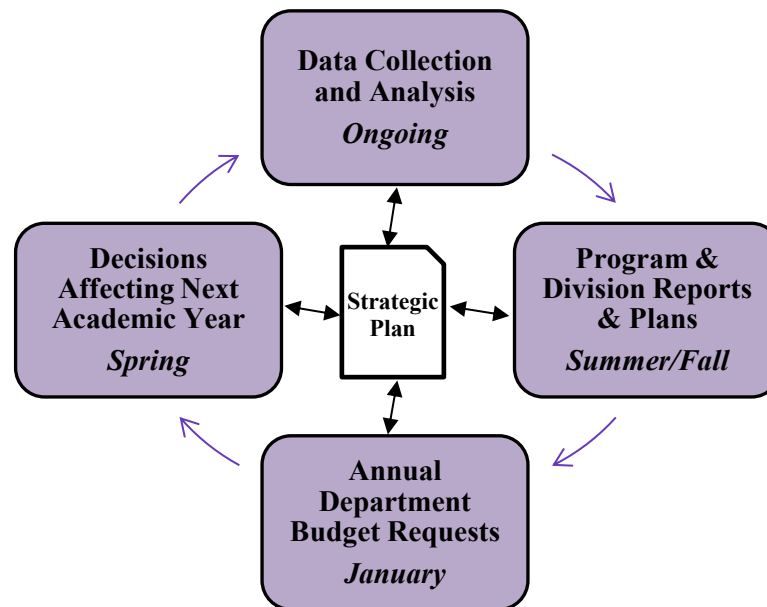 Data Collection
and Analysis
Ongoing
Decisions
Affecting Next
Academic Year
Spring
Strategic
Plan
Program &
Division Reports
& Plans
Summer/Fall
Annual
Department
Budget Requests
January